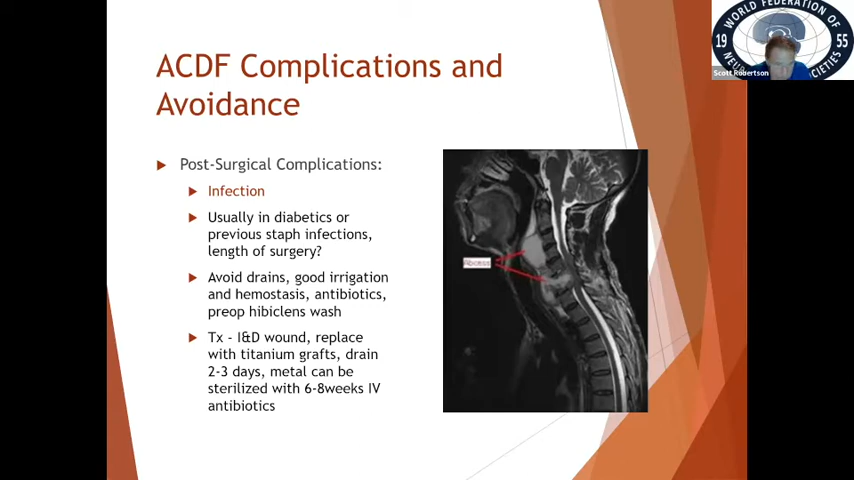 ACDF Complications and
Avoidance
Post-Surgical Complications:
Infection
Usually in diabetics or
previous staph infections,
length of surgery?
Avoid drains, good irrigation
and hemostasis, antibiotics,
preop hibiclens wash
Tx - I&D wound, replace
with titanium grafts, drain
2-3 days, metal can be
sterilized with 6-8weeks IV
antibiotics
Abscess
WORLD FEDERATION OF
19 55
Scott Robertson